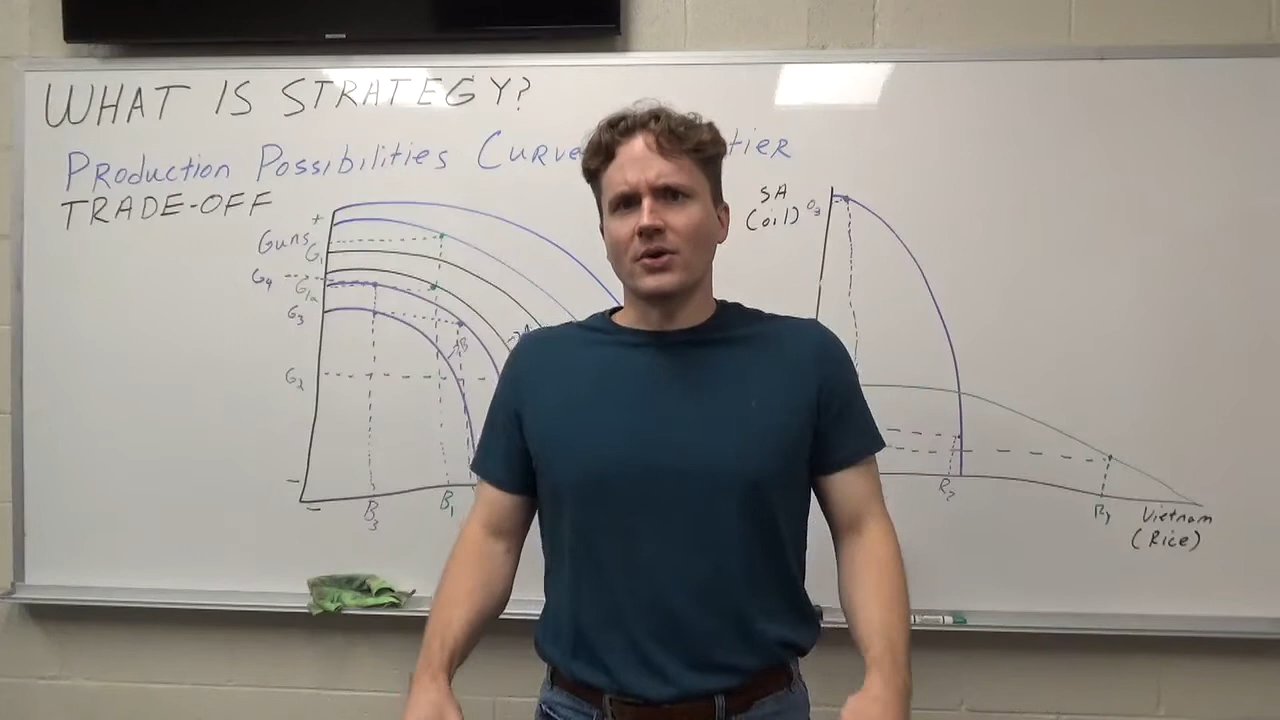 WHAT IS STRATEGY?
PRODUCTION POSSIBILITIES CURVE tier
TRADE-OFF
SA
(oil) O3
+
Guns
G1
G4
G1a
G3
G2
-
-
B3
B1
R2
R1
Vietnam
(Rice)